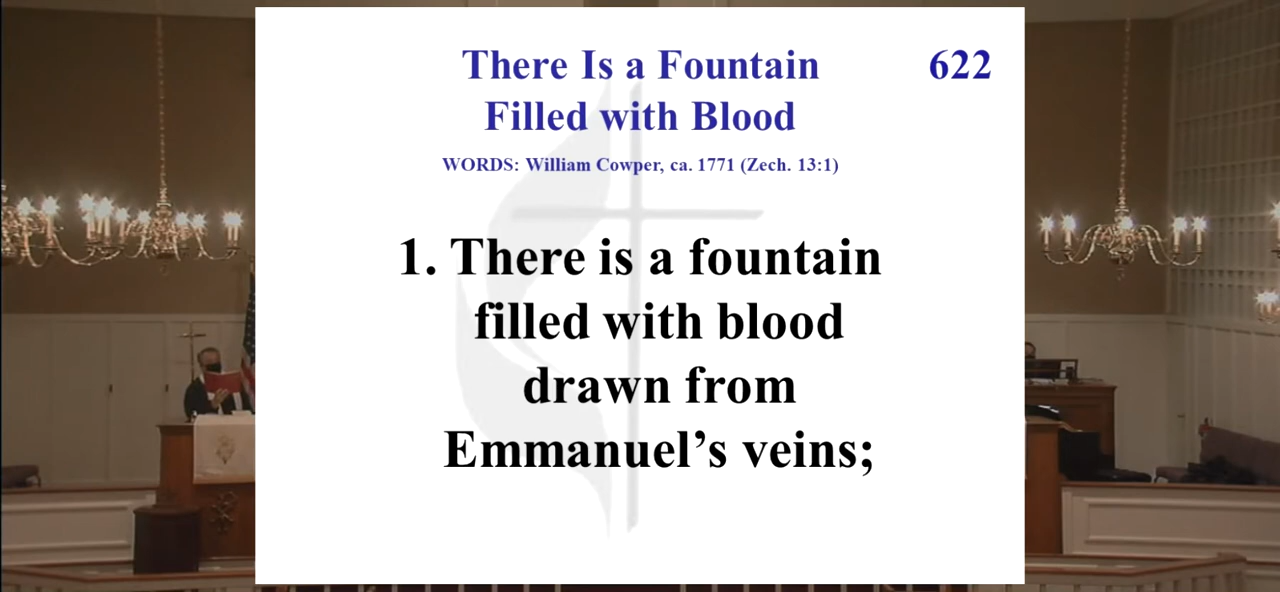 There Is a Fountain
622
Filled with Blood
WORDS: William Cowper, ca. 1771 (Zech. 13:1)
1. There is a fountain
filled with blood
drawn from
Emmanuel’s veins;